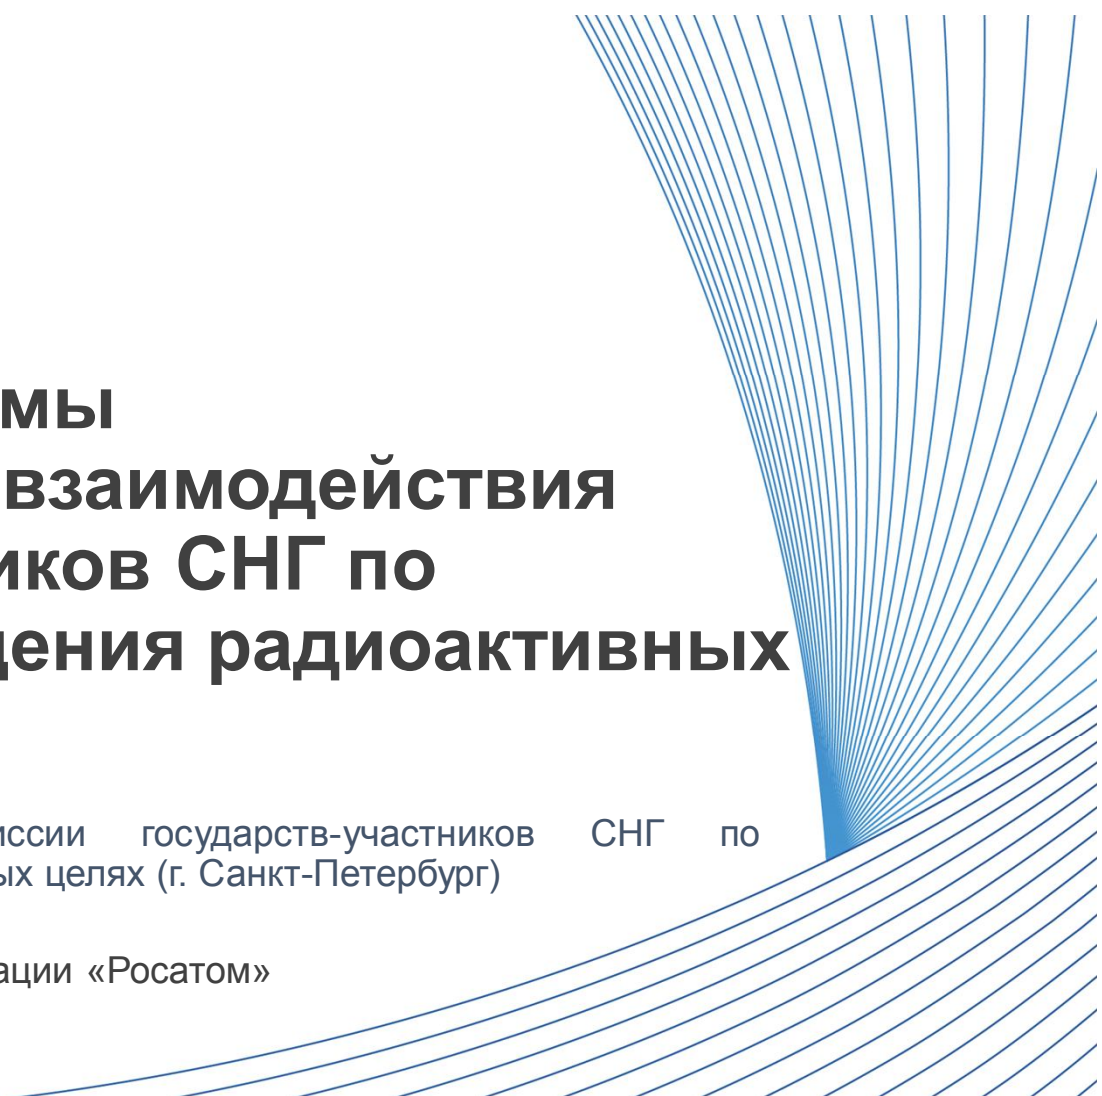 мы
взаимодействия
иков СНГ по
дения радиоактивных
иссии государств-участников СНГ по
ых целях (г. Санкт-Петербург)
ации «Росатом»